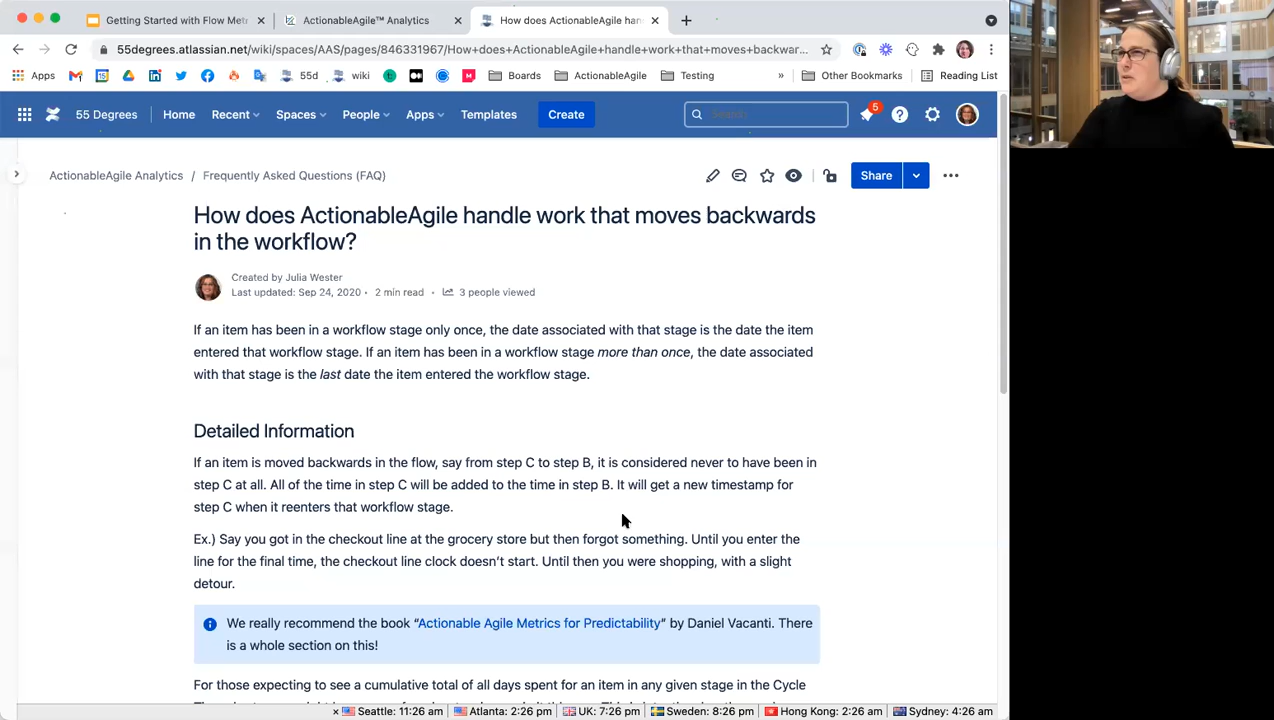 Getting Started with Flow Met
ActionableAgile™ Analytics
How does ActionableAgile han
55degrees.atlassian.net/wiki/spaces/AAS/pages/846331967/How+does+ActionableAgile+handle+work+that+moves+backwar...
Apps
55d
wiki
Boards
ActionableAgile
Testing
»
Other Bookmarks
Reading List
55 Degrees
Home
Recent
Spaces
People
Apps
Templates
Create
Search
5
ActionableAgile Analytics / Frequently Asked Questions (FAQ)
Share
How does ActionableAgile handle work that moves backwards
in the workflow?
Created by Julia Wester
Last updated: Sep 24, 2020 • 2 min read • 3 people viewed
If an item has been in a workflow stage only once, the date associated with that stage is the date the item
entered that workflow stage. If an item has been in a workflow stage more than once, the date associated
with that stage is the last date the item entered the workflow stage.
Detailed Information
If an item is moved backwards in the flow, say from step C to step B, it is considered never to have been in
step C at all. All of the time in step C will be added to the time in step B. It will get a new timestamp for
step C when it reenters that workflow stage.
Ex.) Say you got in the checkout line at the grocery store but then forgot something. Until you enter the
line for the final time, the checkout line clock doesn't start. Until then you were shopping, with a slight
detour.
We really recommend the book “Actionable Agile Metrics for Predictability” by Daniel Vacanti. There
is a whole section on this!
For those expecting to see a cumulative total of all days spent for an item in any given stage in the Cycle
Seattle: 11:26 am
Atlanta: 2:26 pm
UK: 7:26 pm
Sweden: 8:26 pm
Hong Kong: 2:26 am
Sydney: 4:26 am